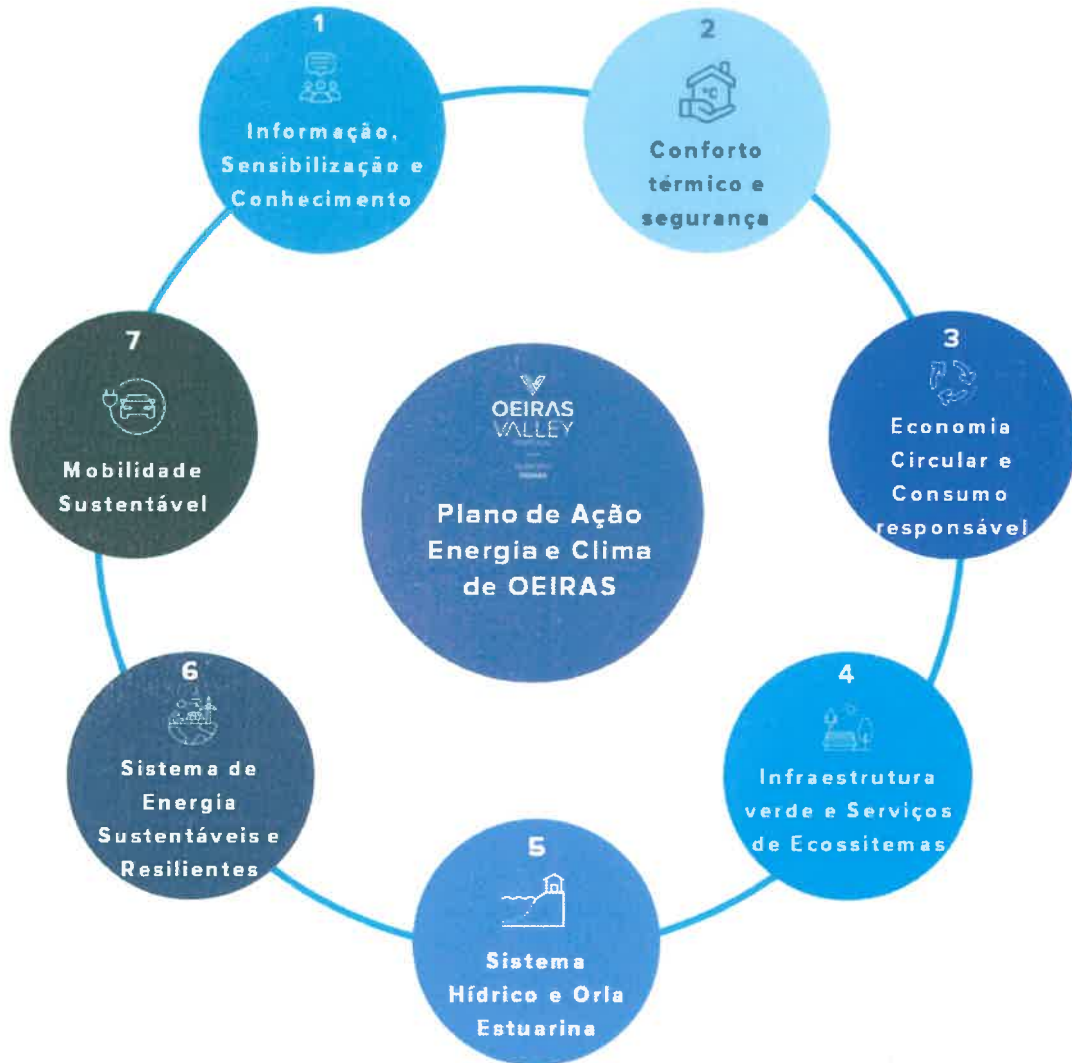 1
Informação,
Sensibilização e
Conhecimento
2
°C
Conforto
térmico e
segurança
3
Economia
Circular e
Consumo
responsável
4
Infraestrutura
verde e Serviços
de Ecossitemas
5
Sistema
Hídrico e Orla
Estuarina
6
Sistema de
Energia
Sustentáveis e
Resilientes
7
Mobilidade
Sustentável
OEIRAS
VALLEY
Plano de Ação
Energia e Clima
de OEIRAS